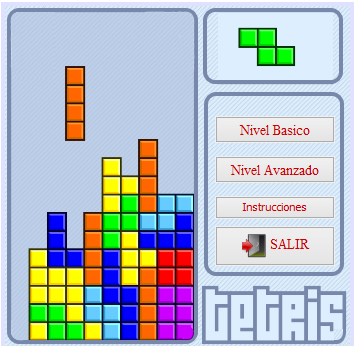 Nivel Basico
Nivel Avanzado
Instrucciones
SALIR
tetris